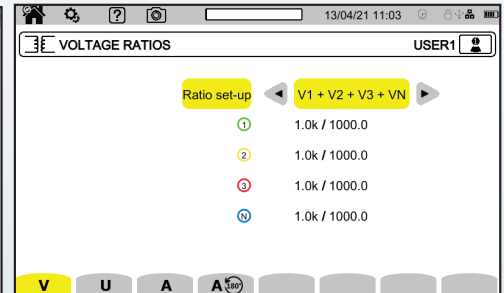 ? 13/04/21 11:03
VOLTAGE RATIOS USER1
Ratio set-up V1 + V2 + V3 + VN
1 1.0k / 1000.0
2 1.0k / 1000.0
3 1.0k / 1000.0
N 1.0k / 1000.0
V U A A 180°